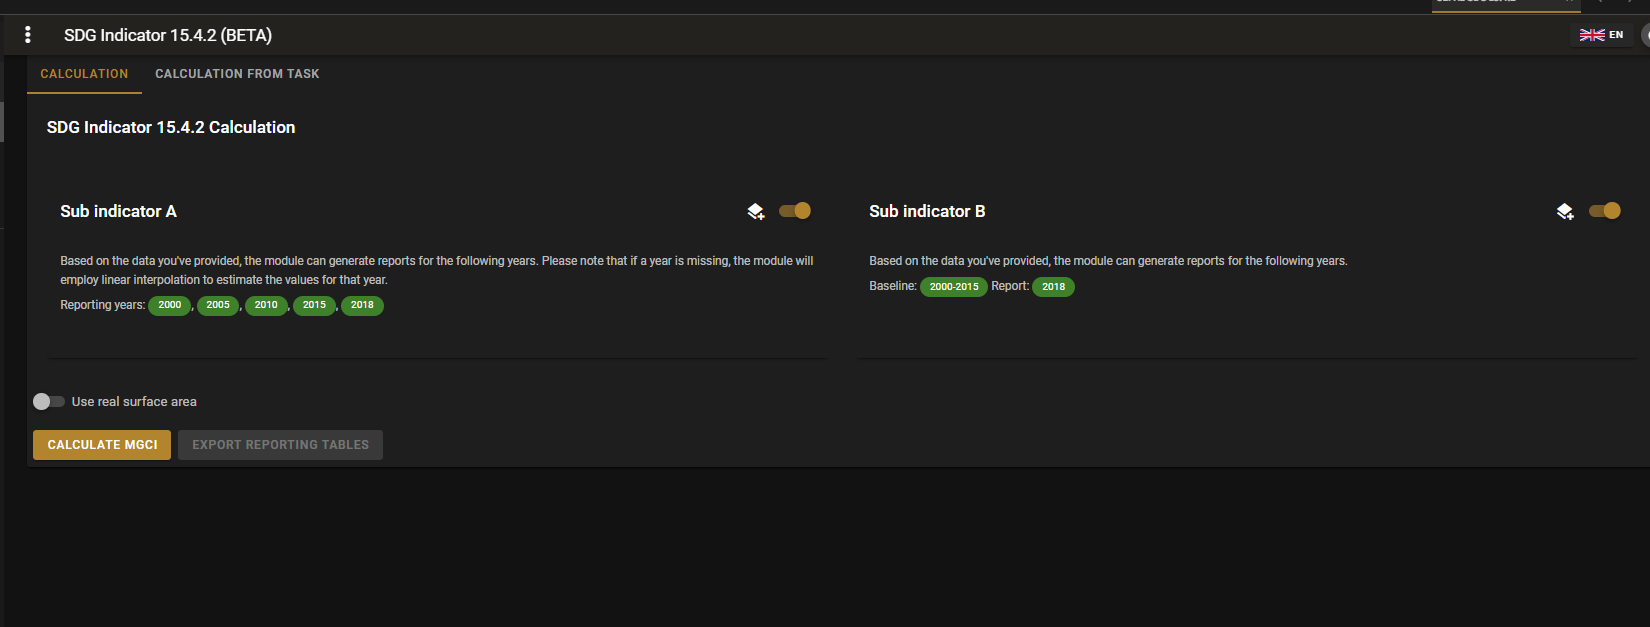 SDG Indicator 15.4.2 (BETA)
EN
CALCULATION
CALCULATION FROM TASK
SDG Indicator 15.4.2 Calculation
Sub indicator A
Based on the data you've provided, the module can generate reports for the following years. Please note that if a year is missing, the module will
employ linear interpolation to estimate the values for that year.
Reporting years: 2000, 2005, 2010, 2015, 2018
Sub indicator B
Based on the data you've provided, the module can generate reports for the following years.
Baseline: 2000-2015 Report: 2018
Use real surface area
CALCULATE MGCI
EXPORT REPORTING TABLES